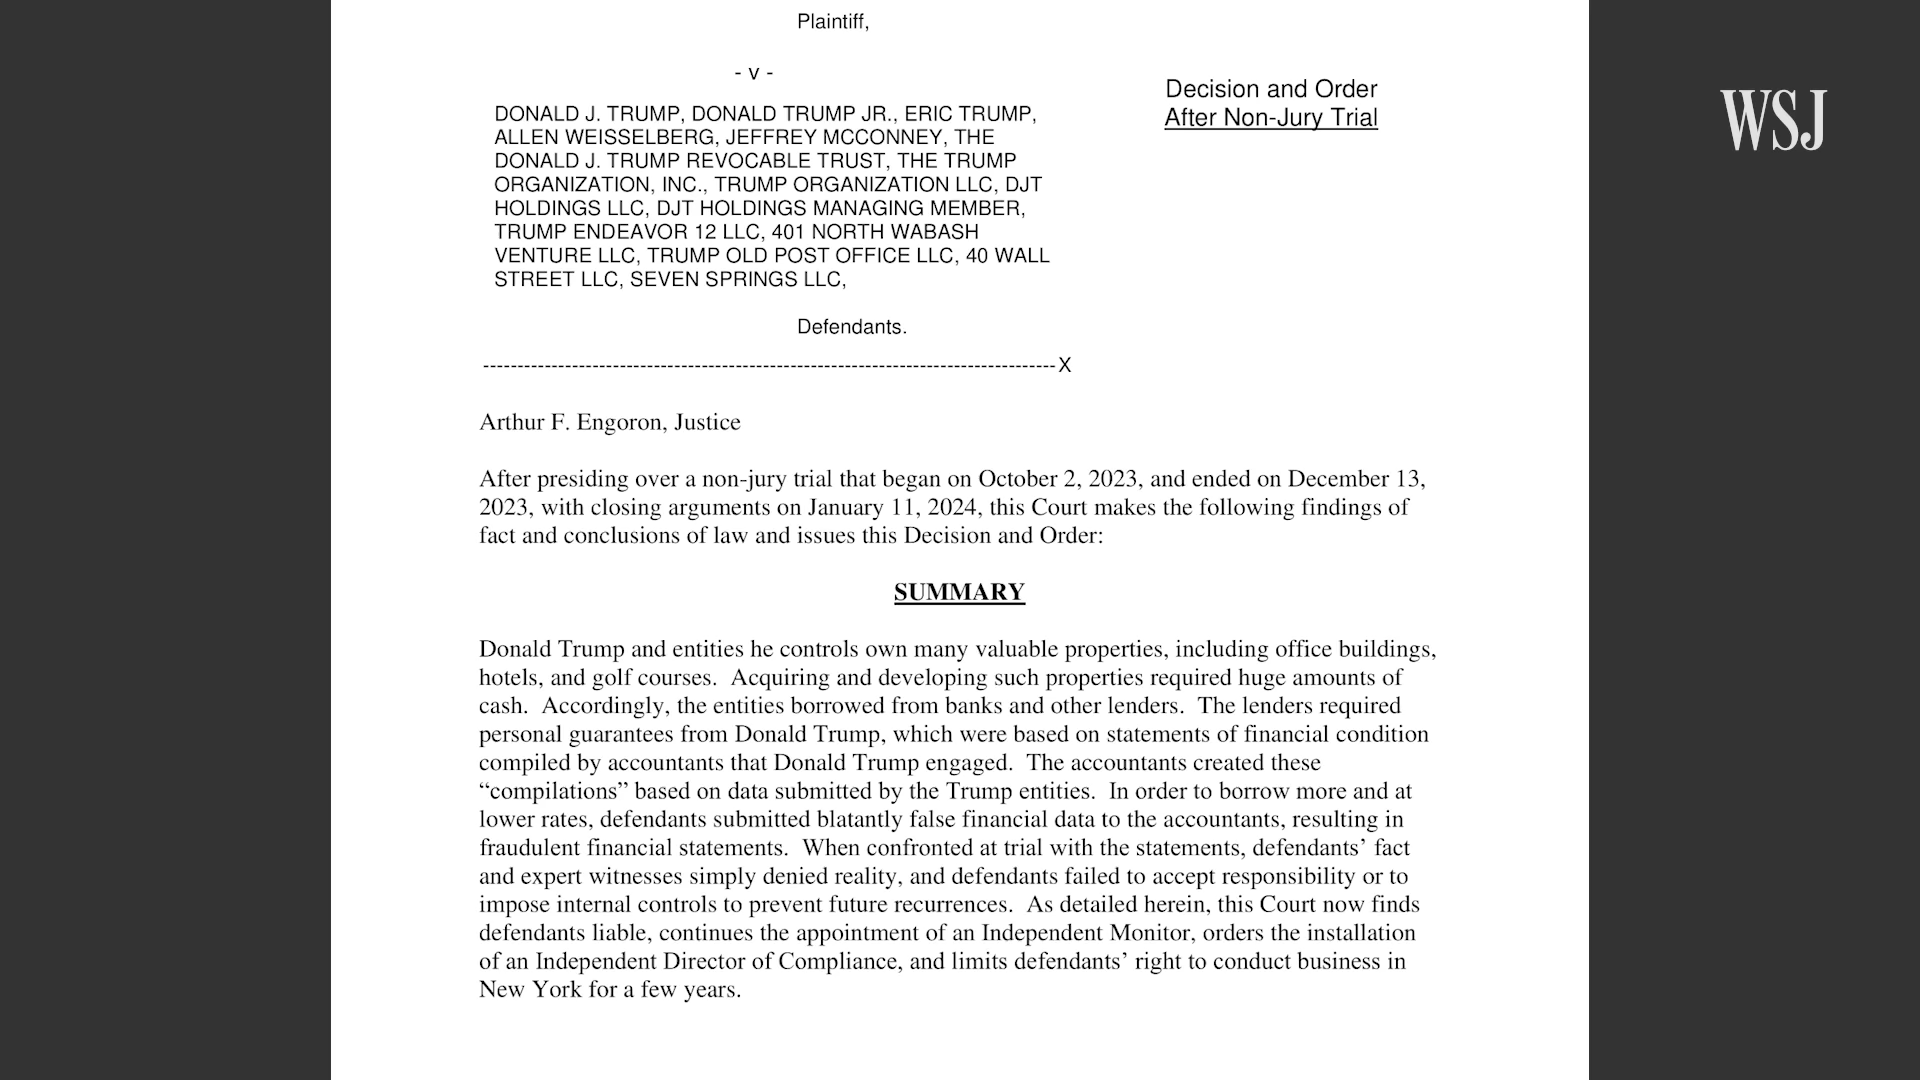 Plaintiff,
- v -
Decision and Order
After Non-Jury Trial
WSJ
DONALD J. TRUMP, DONALD TRUMP JR., ERIC TRUMP,
ALLEN WEISSELBERG, JEFFREY MCCONNEY, THE
DONALD J. TRUMP REVOCABLE TRUST, THE TRUMP
ORGANIZATION, INC., TRUMP ORGANIZATION LLC, DJT
HOLDINGS LLC, DJT HOLDINGS MANAGING MEMBER,
TRUMP ENDEAVOR 12 LLC, 401 NORTH WABASH
VENTURE LLC, TRUMP OLD POST OFFICE LLC, 40 WALL
STREET LLC, SEVEN SPRINGS LLC,
Defendants.
------------------------------------------------------------------------------------X
Arthur F. Engoron, Justice
After presiding over a non-jury trial that began on October 2, 2023, and ended on December 13,
2023, with closing arguments on January 11, 2024, this Court makes the following findings of
fact and conclusions of law and issues this Decision and Order:
SUMMARY
Donald Trump and entities he controls own many valuable properties, including office buildings,
hotels, and golf courses.  Acquiring and developing such properties required huge amounts of
cash.  Accordingly, the entities borrowed from banks and other lenders.  The lenders required
personal guarantees from Donald Trump, which were based on statements of financial condition
compiled by accountants that Donald Trump engaged.  The accountants created these
“compilations” based on data submitted by the Trump entities.  In order to borrow more and at
lower rates, defendants submitted blatantly false financial data to the accountants, resulting in
fraudulent financial statements.  When confronted at trial with the statements, defendants’ fact
and expert witnesses simply denied reality, and defendants failed to accept responsibility or to
impose internal controls to prevent future recurrences.  As detailed herein, this Court now finds
defendants liable, continues the appointment of an Independent Monitor, orders the installation
of an Independent Director of Compliance, and limits defendants’ right to conduct business in
New York for a few years.